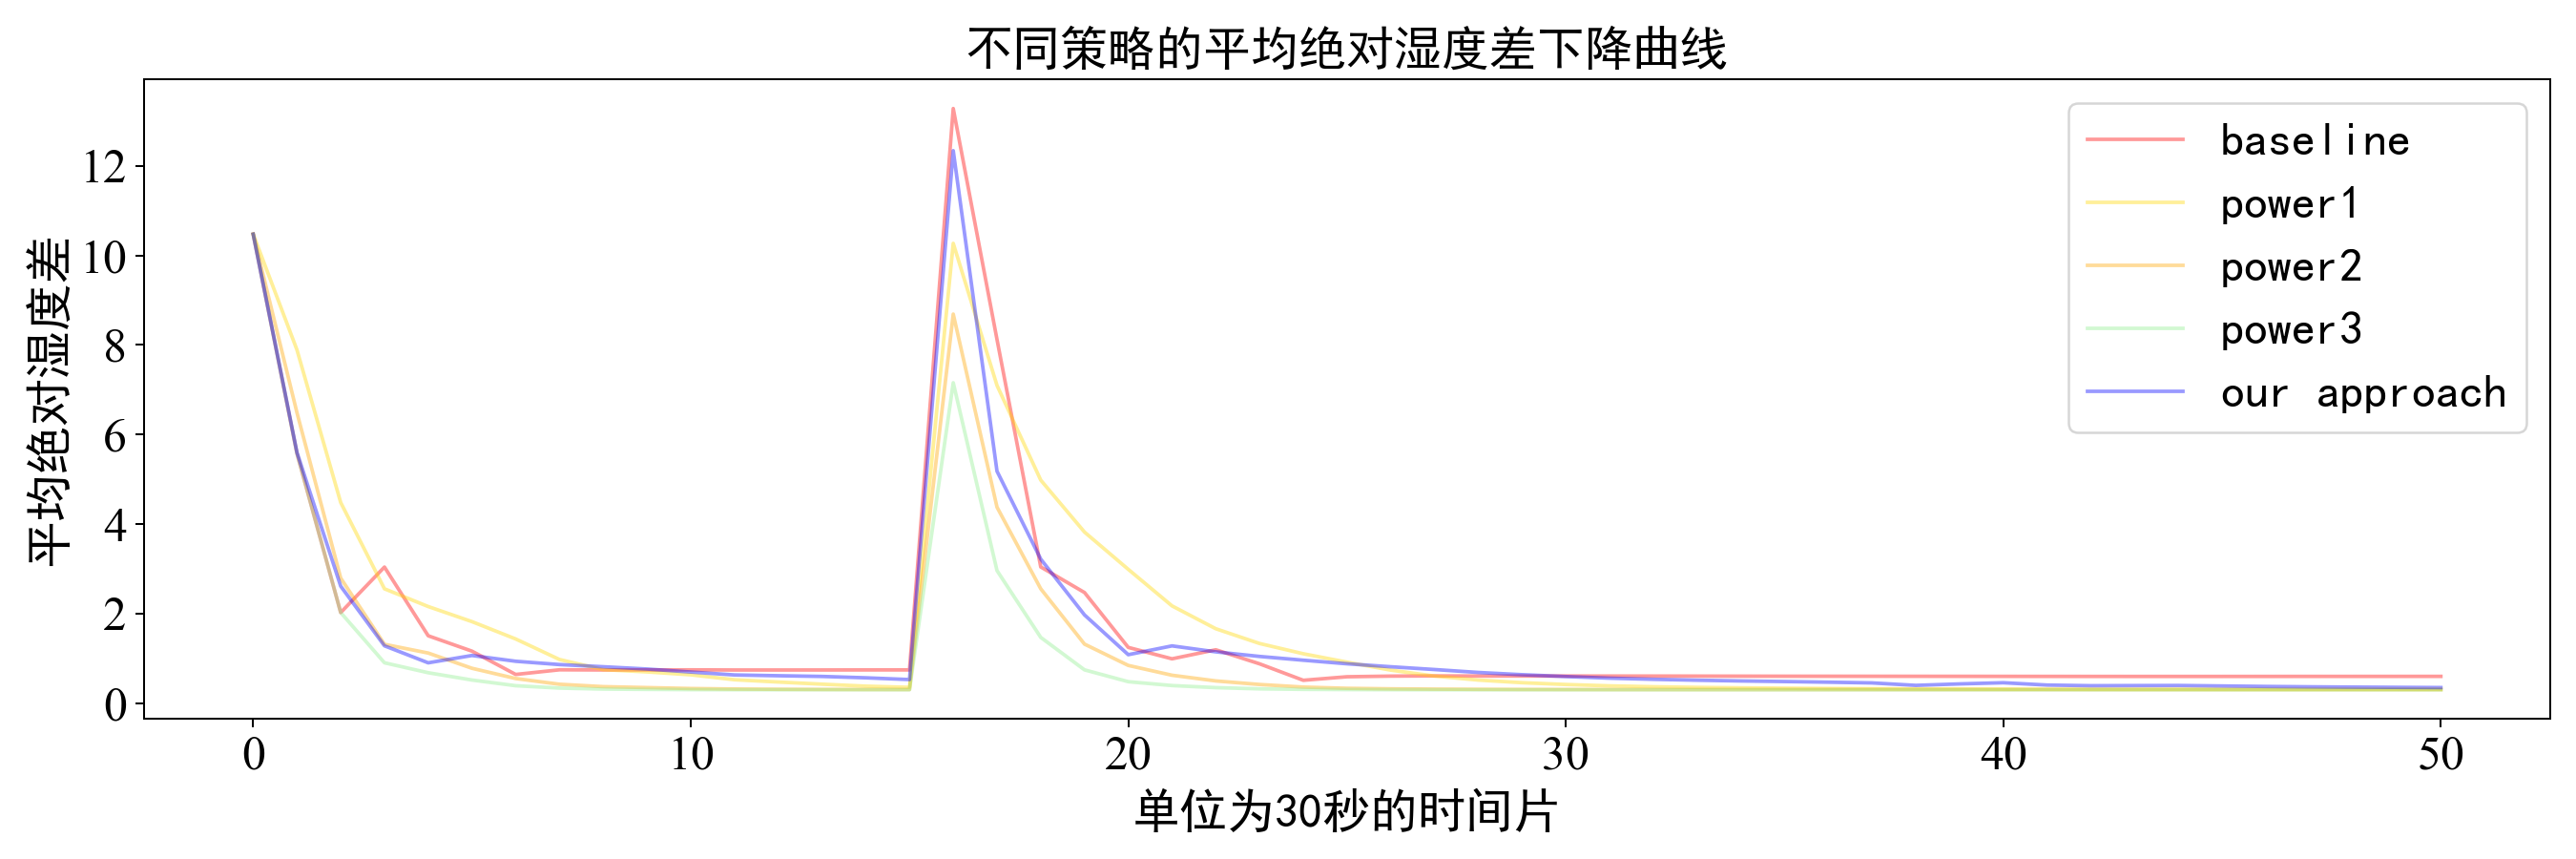 不同策略的平均绝对湿度差下降曲线
平均绝对湿度差
12
10
8
6
4
2
0
baseline
power1
power2
power3
our approach
0 10 20 30 40 50
单位为30秒的时间片